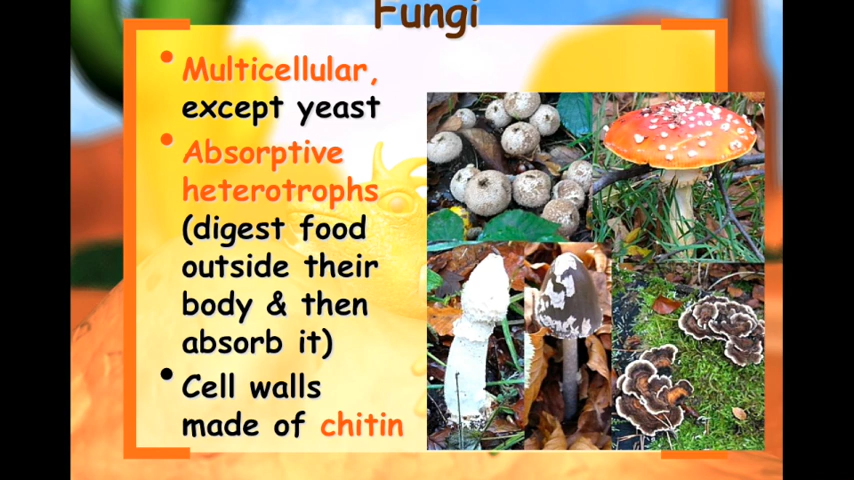 Fungi
• Multicellular,
except yeast
• Absorptive
heterotrophs
(digest food
outside their
body & then
absorb it)
• Cell walls
made of chitin